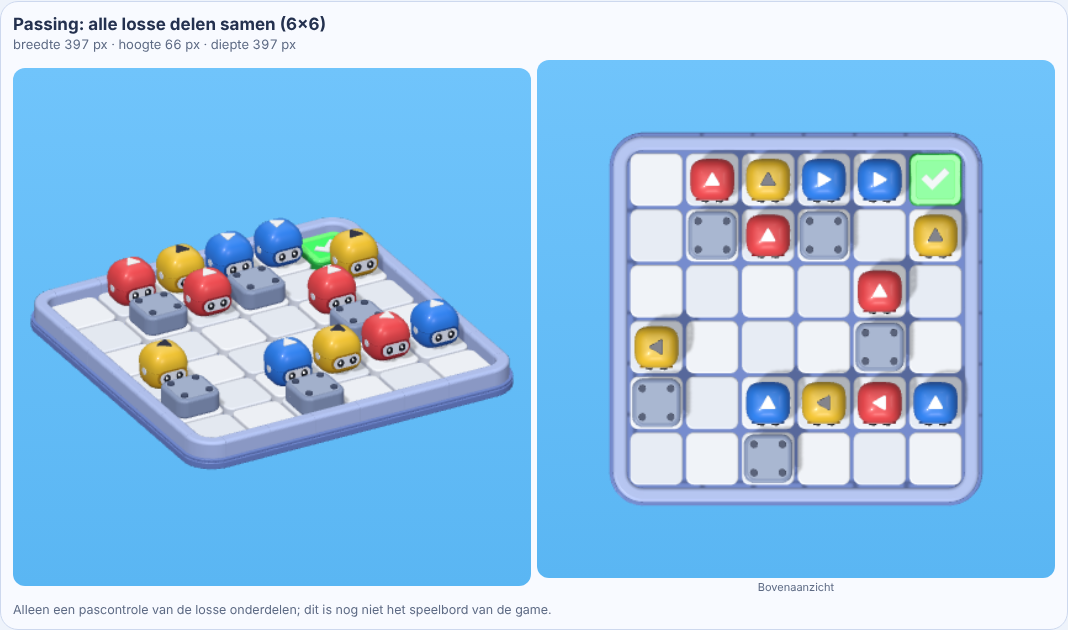 Passing: alle losse delen samen (6×6)
breedte 397 px · hoogte 66 px · diepte 397 px
Bovenaanzicht
Alleen een pascontrole van de losse onderdelen; dit is nog niet het speelbord van de game.